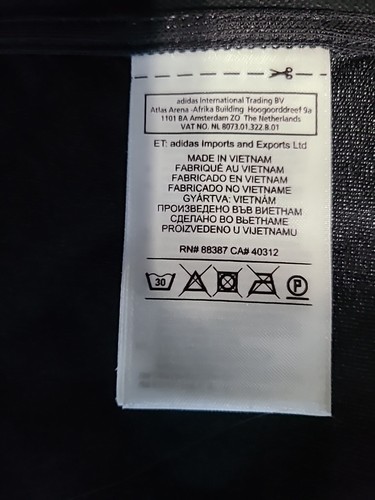 adidas International Trading BV
Atlas Arena -Afrika Building Hoogoorddreef 9a
1101 BA Amsterdam ZO The Netherlands
VAT NO. NL 8073.01.322.B.01
ET: adidas Imports and Exports Ltd
MADE IN VIETNAM
FABRIQUÉ AU VIETNAM
FABRICADO EN VIETNAM
FABRICADO NO VIETNAME
GYÁRTVA: VIETNÁM
ПРОИЗВЕДЕНО ВЪВ ВИЕТНАМ
СДЕЛАНО ВО ВЬЕТНАМЕ
PROIZVEDENO U VIJETNAMU
RN# 88387 CA# 40312
30 P